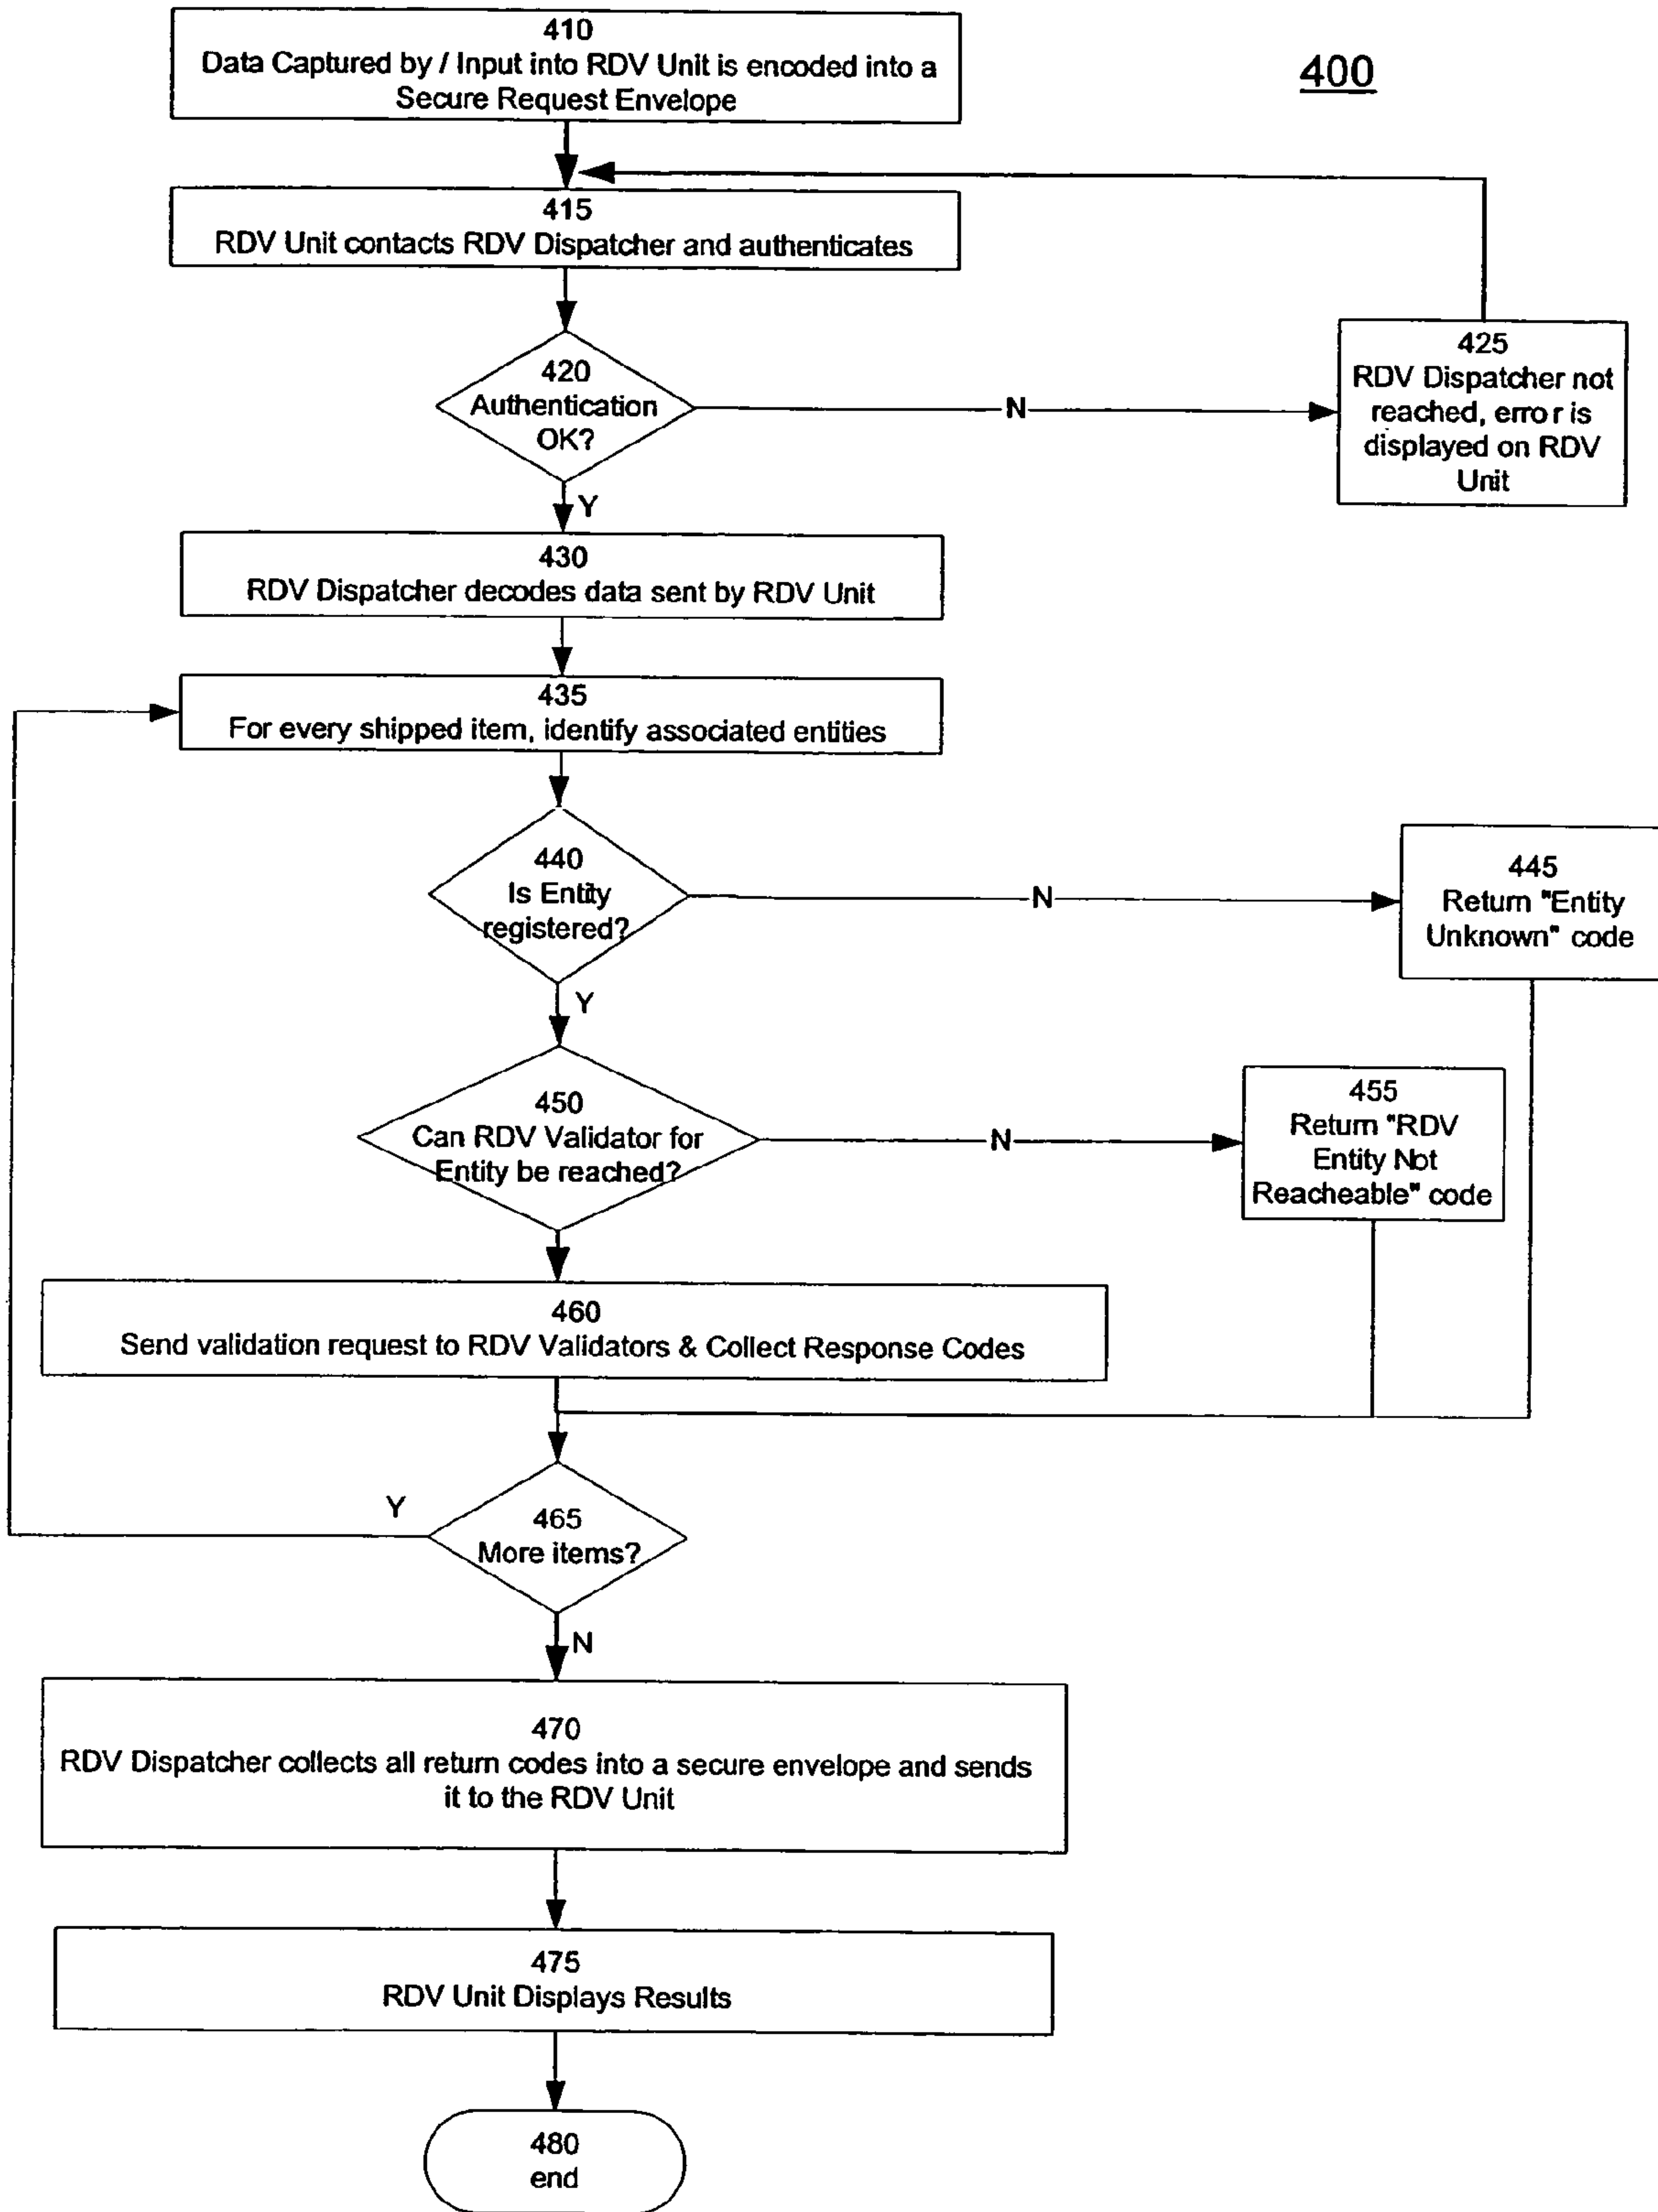 400
410
Data Captured by / Input into RDV Unit is encoded into a
Secure Request Envelope
415
RDV Unit contacts RDV Dispatcher and authenticates
420
Authentication
OK?
N
425
RDV Dispatcher not
reached, error is
displayed on RDV
Unit
Y
430
RDV Dispatcher decodes data sent by RDV Unit
435
For every shipped item, identify associated entities
440
Is Entity
registered?
N
445
Return "Entity
Unknown" code
Y
450
Can RDV Validator for
Entity be reached?
N
455
Return "RDV
Entity Not
Reacheable" code
460
Send validation request to RDV Validators & Collect Response Codes
Y
465
More items?
N
470
RDV Dispatcher collects all return codes into a secure envelope and sends
it to the RDV Unit
475
RDV Unit Displays Results
480
end